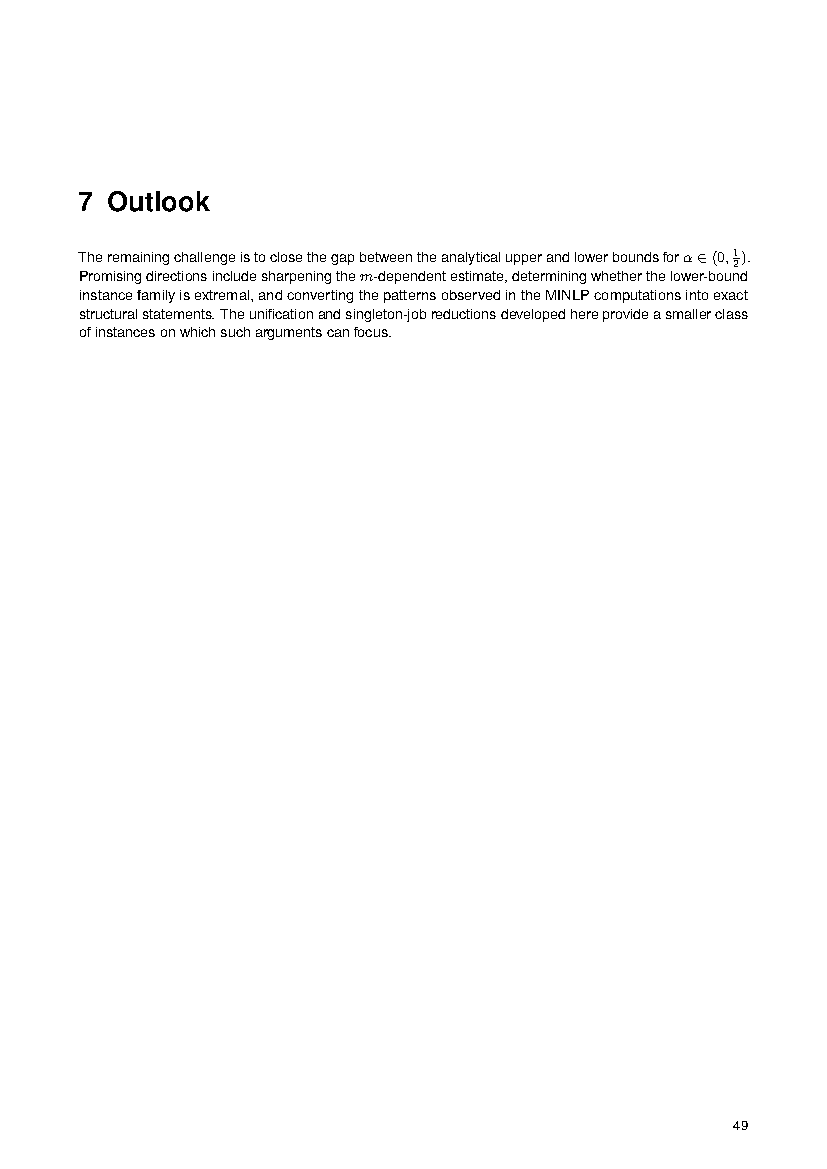 7 Outlook
The remaining challenge is to close the gap between the analytical upper and lower bounds for α ∈ (0, 1/2).
Promising directions include sharpening the m-dependent estimate, determining whether the lower-bound
instance family is extremal, and converting the patterns observed in the MINLP computations into exact
structural statements. The unification and singleton-job reductions developed here provide a smaller class
of instances on which such arguments can focus.
49